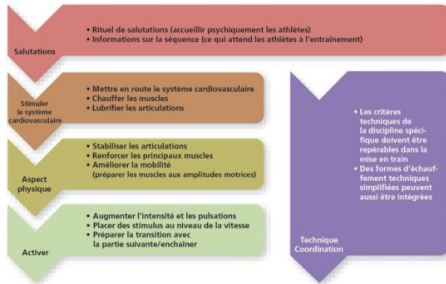 • Rituel de salutations (accueillir psychiquement les athlètes)
• Informations sur la séquence (ce qui attend les athlètes à l'entraînement)
Salutations
• Mettre en route le système cardiovasculaire
• Chauffer les muscles
• Lubrifier les articulations
Stimuler
le système
cardiovasculaire
• Stabiliser les articulations
• Renforcer les principaux muscles
• Améliorer la mobilité
(préparer les muscles aux amplitudes motrices)
Aspect
physique
• Augmenter l'intensité et les pulsations
• Placer des stimulus au niveau de la vitesse
• Préparer la transition avec
la partie suivante/enchaîner
Activer
• Les critères
techniques de
la discipline spéci-
fique doivent être
repérables dans la
mise en train
• Des formes d'échauf-
fement techniques
simplifiées peuvent
aussi être intégrées
Technique
Coordination